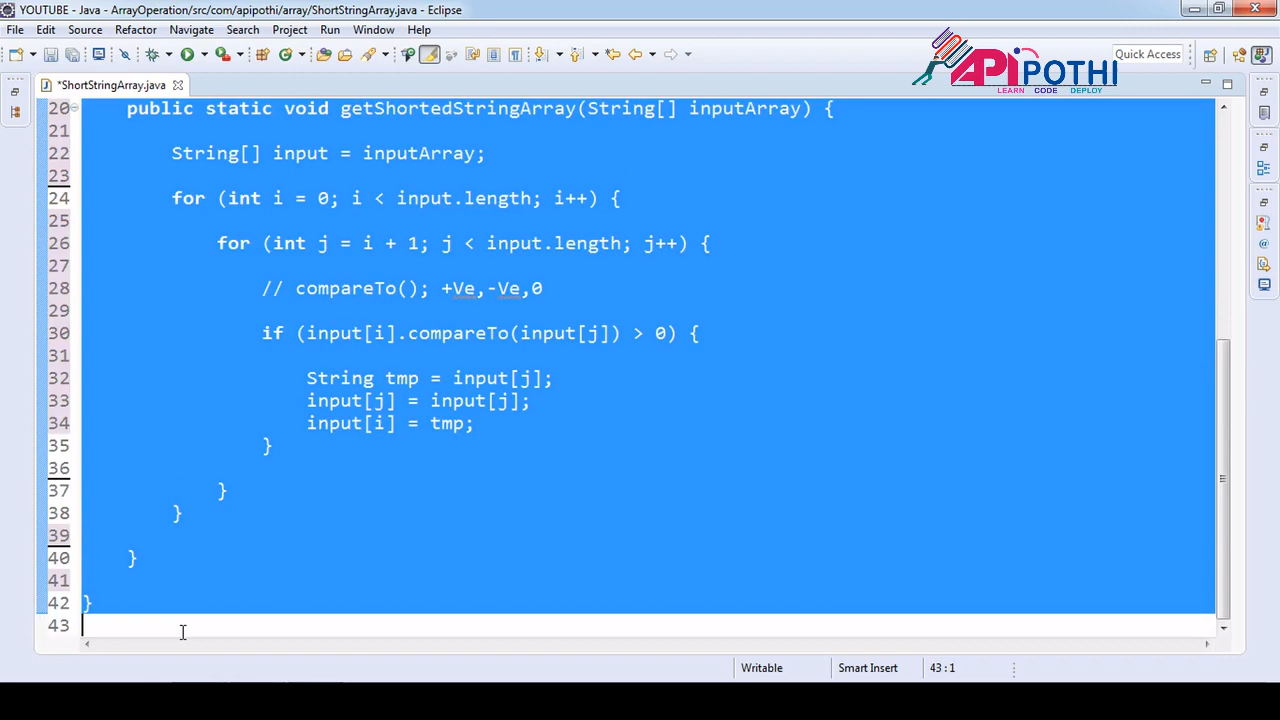 YOUTUBE - Java - ArrayOperation/src/com/apipothi/array/ShortStringArray.java - Eclipse
File Edit Source Refactor Navigate Search Project Run Window Help
Quick Access
APIPOTHI
LEARN CODE DEPLOY
*ShortStringArray.java
20 public static void getShortedStringArray(String[] inputArray) {
21
22 String[] input = inputArray;
23
24 for (int i = 0; i < input.length; i++) {
25
26 for (int j = i + 1; j < input.length; j++) {
27
28 // compareTo(); +Ve,-Ve,0
29
30 if (input[i].compareTo(input[j]) > 0) {
31
32 String tmp = input[j];
33 input[j] = input[j];
34 input[i] = tmp;
35 }
36
37 }
38 }
39
40 }
41
42 }
43
Writable Smart Insert 43 : 1